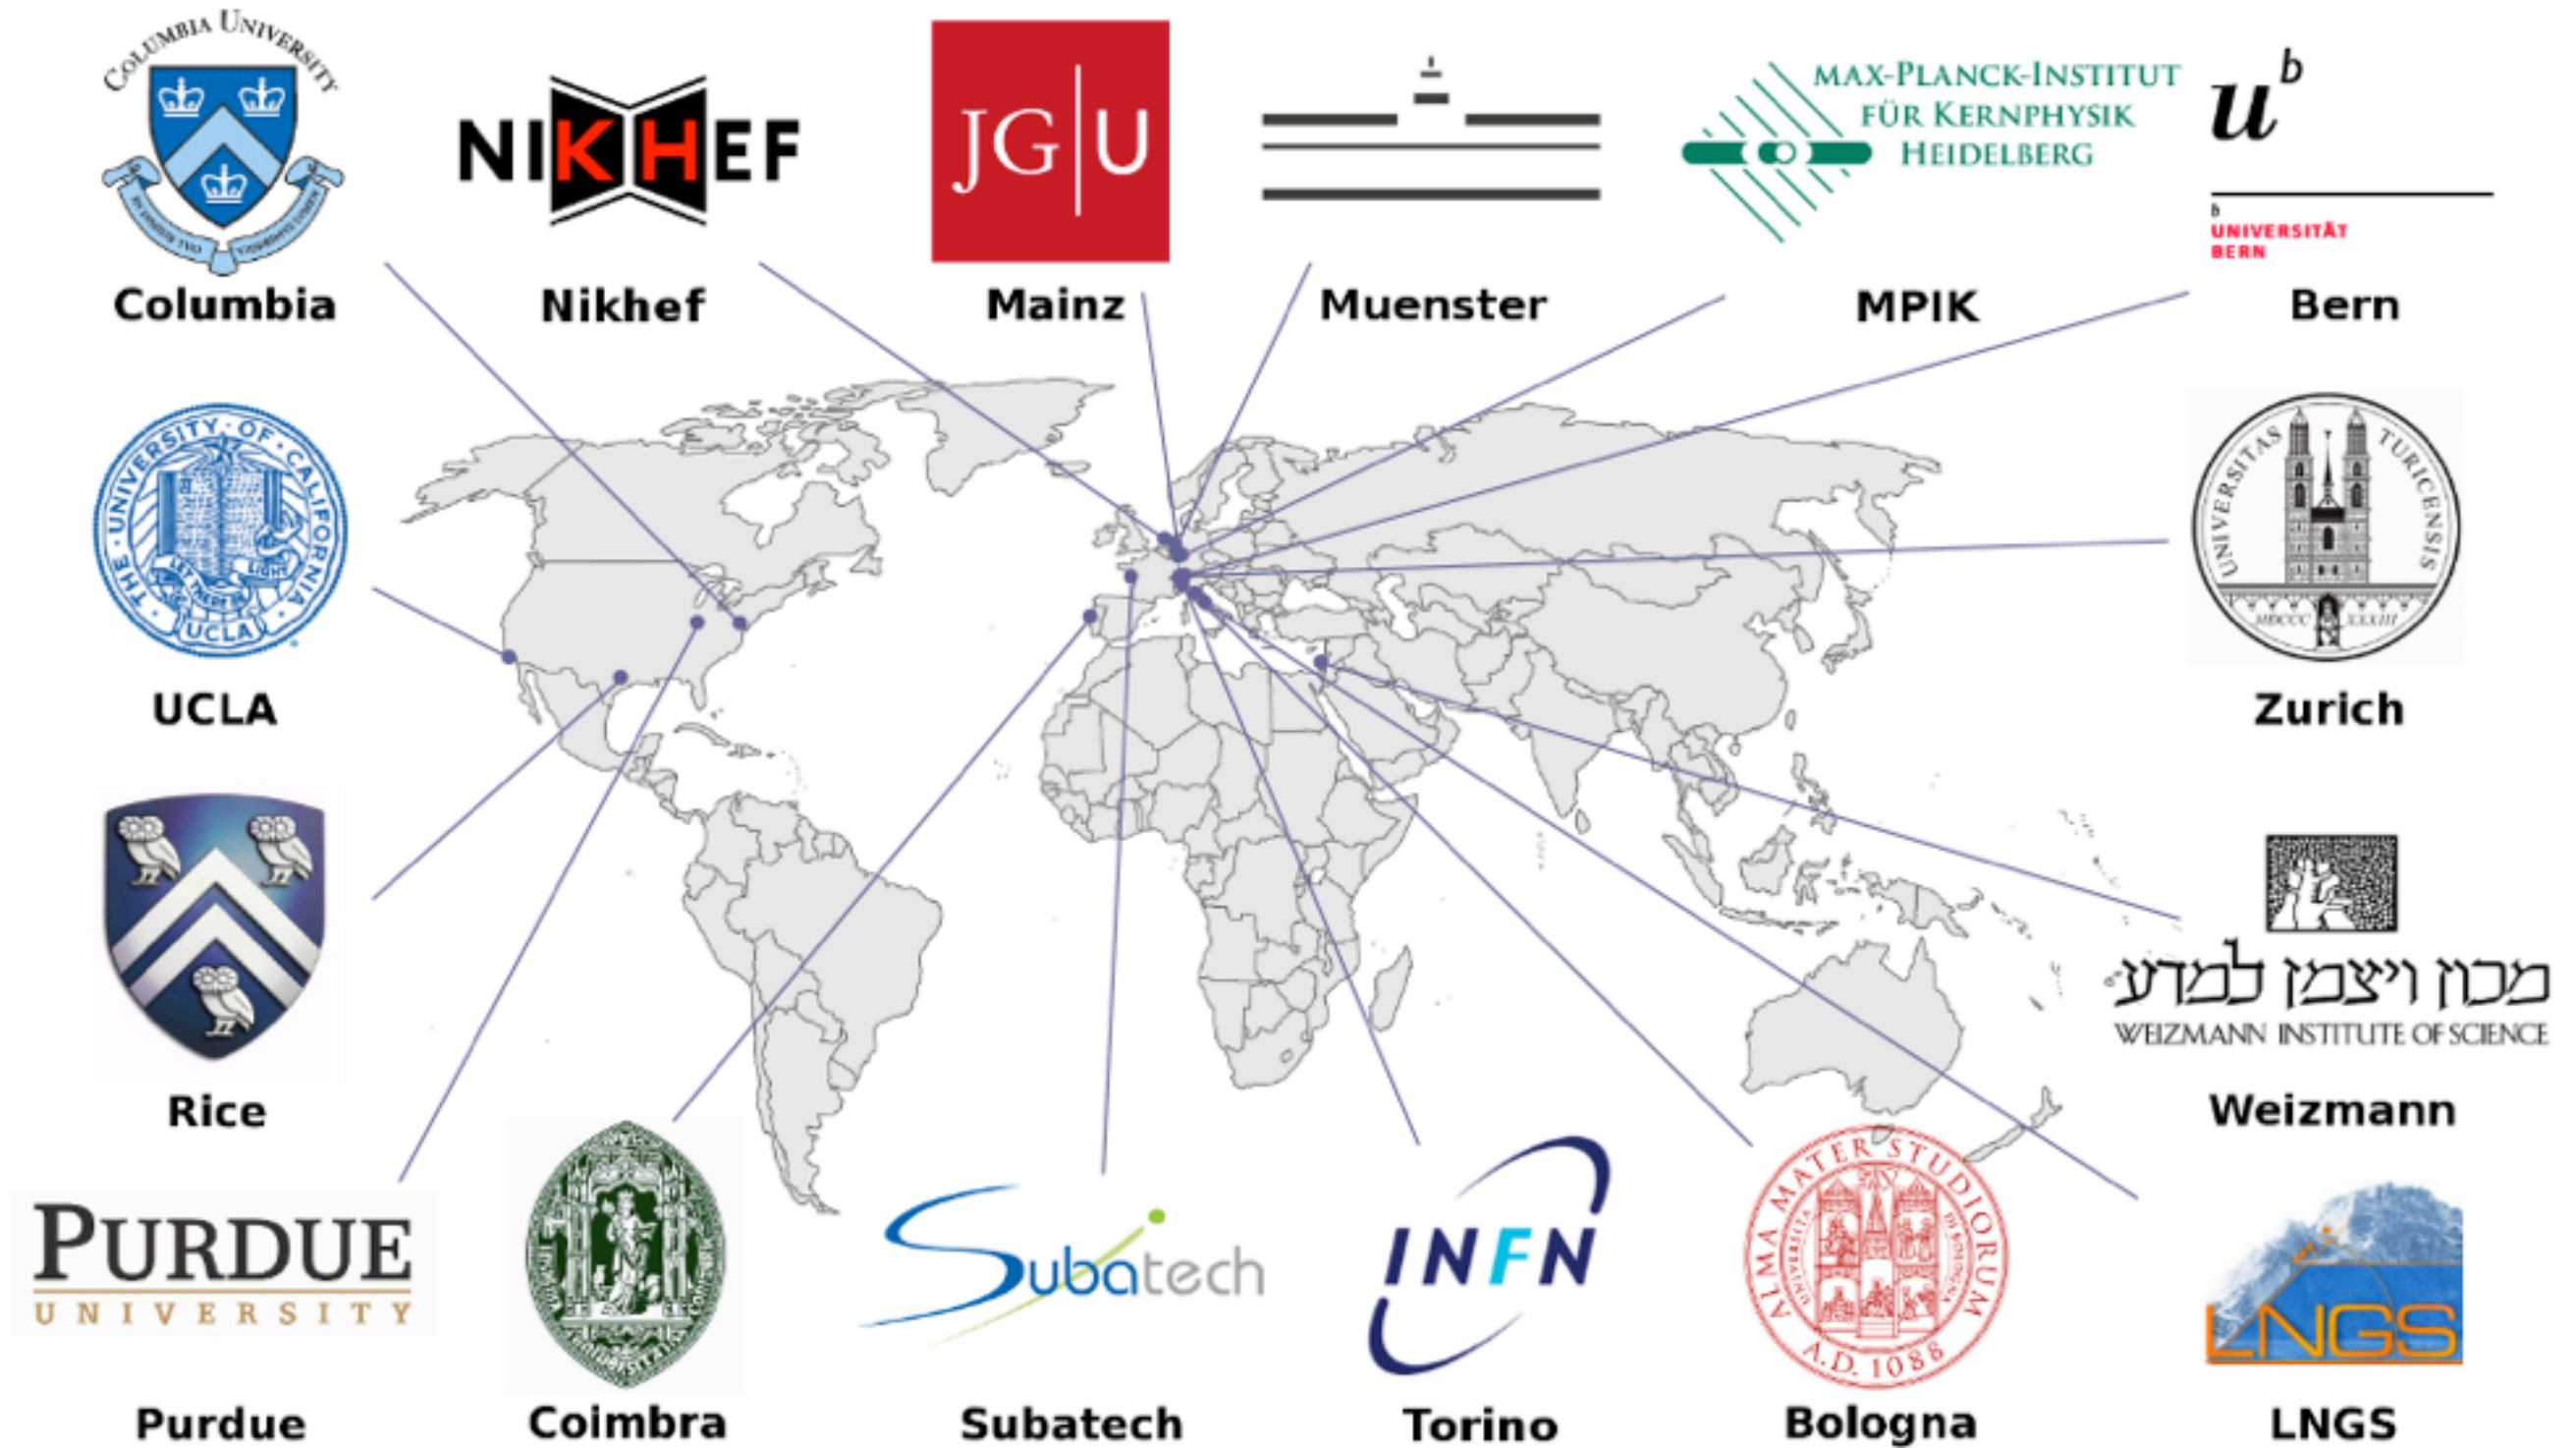 COLUMBIA UNIVERSITY
Columbia
NIKHEF
Nikhef
JG|U
Mainz
Muenster
MAX-PLANCK-INSTITUT
FÜR KERNPHYSIK
HEIDELBERG
MPIK
u^b
b
UNIVERSITÄT
BERN
Bern
THE · UNIVERSITY · OF · CALIFORNIA ·
LET THERE BE LIGHT
UCLA
UCLA
UNIVERSITAS TURICENSIS
MDCCC XXXIII
Zurich
Rice
מכון ויצמן למדע
WEIZMANN INSTITUTE OF SCIENCE
Weizmann
PURDUE
UNIVERSITY
Purdue
Coimbra
Subatech
Subatech
INFN
Torino
ALMA MATER STUDIORUM
A.D. 1088
Bologna
LNGS
LNGS